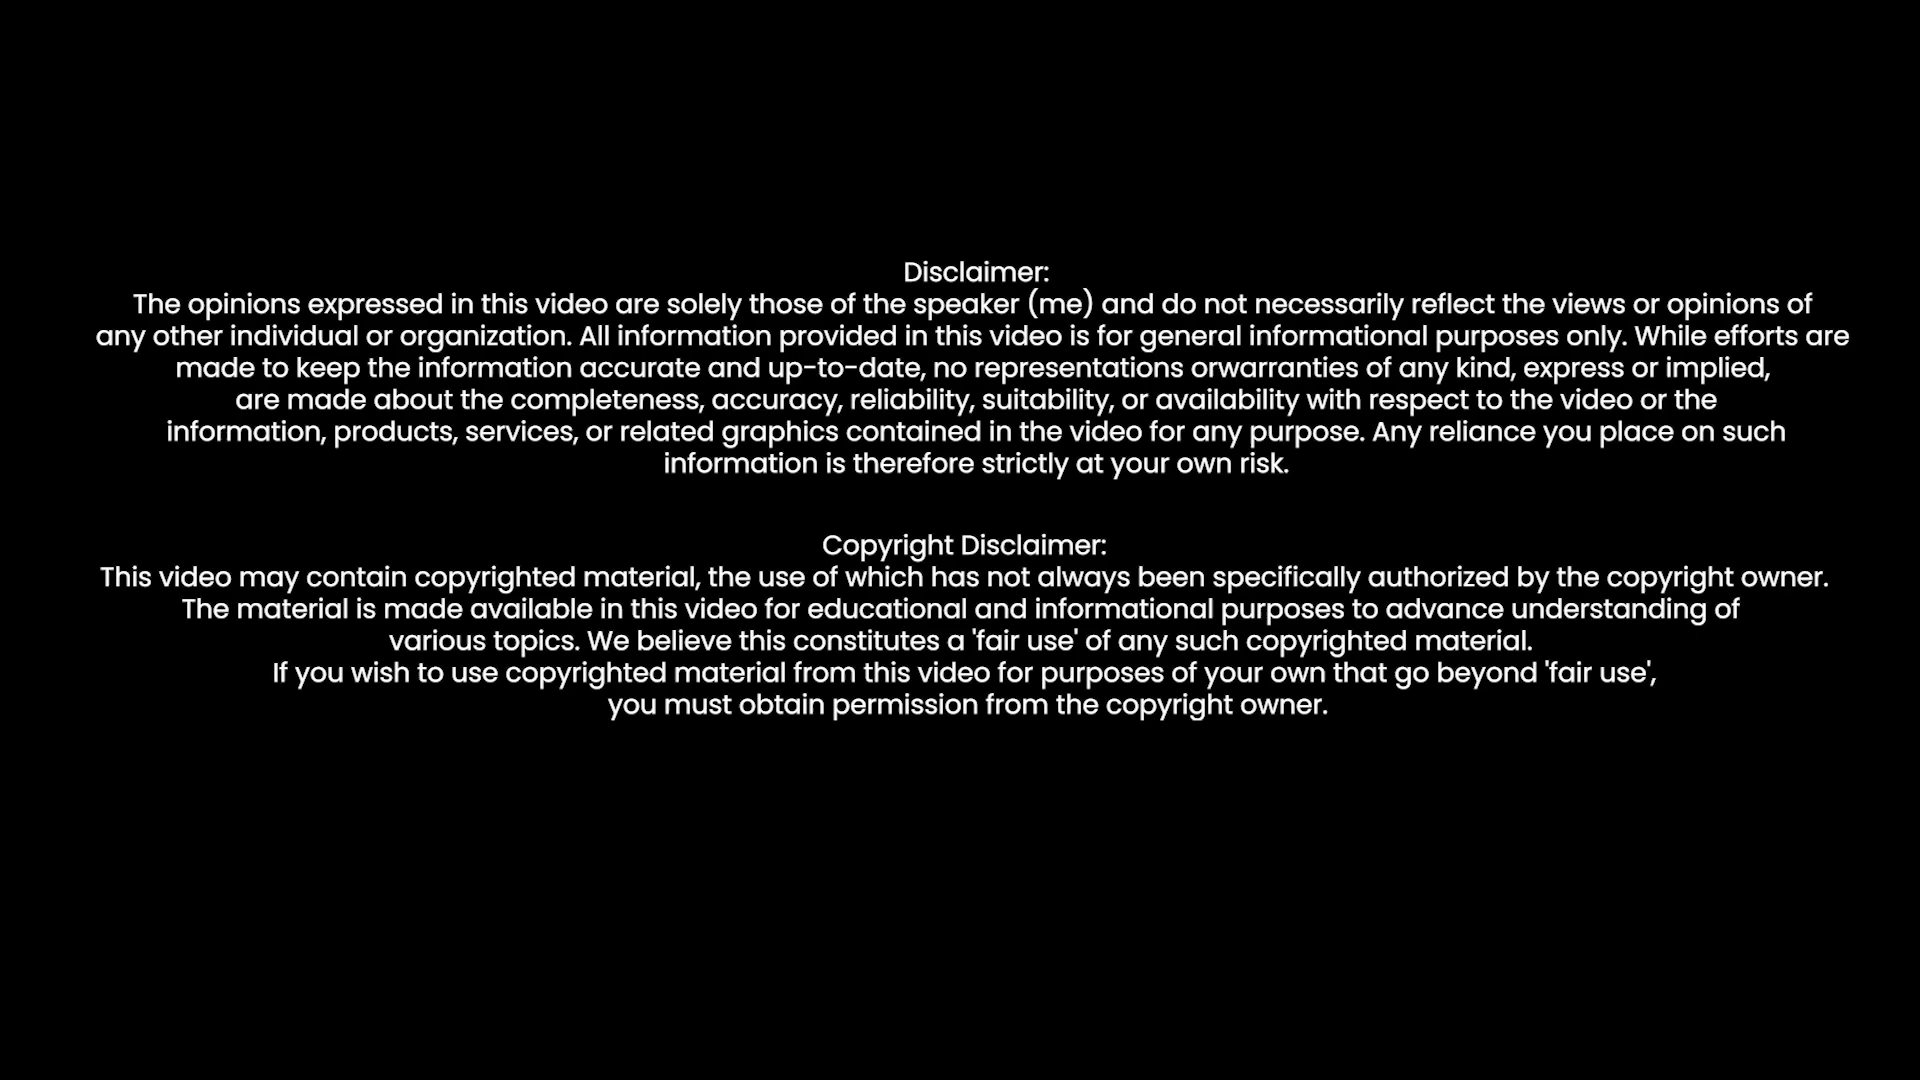 Disclaimer:
The opinions expressed in this video are solely those of the speaker (me) and do not necessarily reflect the views or opinions of
any other individual or organization. All information provided in this video is for general informational purposes only. While efforts are
made to keep the information accurate and up-to-date, no representations orwarranties of any kind, express or implied,
are made about the completeness, accuracy, reliability, suitability, or availability with respect to the video or the
information, products, services, or related graphics contained in the video for any purpose. Any reliance you place on such
information is therefore strictly at your own risk.
Copyright Disclaimer:
This video may contain copyrighted material, the use of which has not always been specifically authorized by the copyright owner.
The material is made available in this video for educational and informational purposes to advance understanding of
various topics. We believe this constitutes a 'fair use' of any such copyrighted material.
If you wish to use copyrighted material from this video for purposes of your own that go beyond 'fair use',
you must obtain permission from the copyright owner.